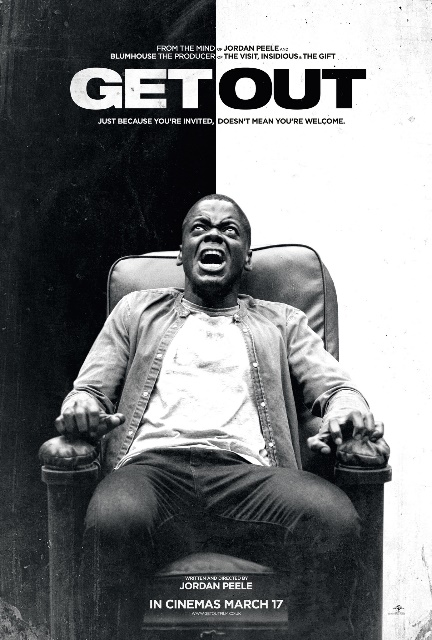 FROM THE MIND OF JORDAN PEELE AND
BLUMHOUSE THE PRODUCER OF THE VISIT, INSIDIOUS & THE GIFT
GET OUT
JUST BECAUSE YOU'RE INVITED, DOESN'T MEAN YOU'RE WELCOME.
WRITTEN AND DIRECTED BY
JORDAN PEELE
IN CINEMAS MARCH 17